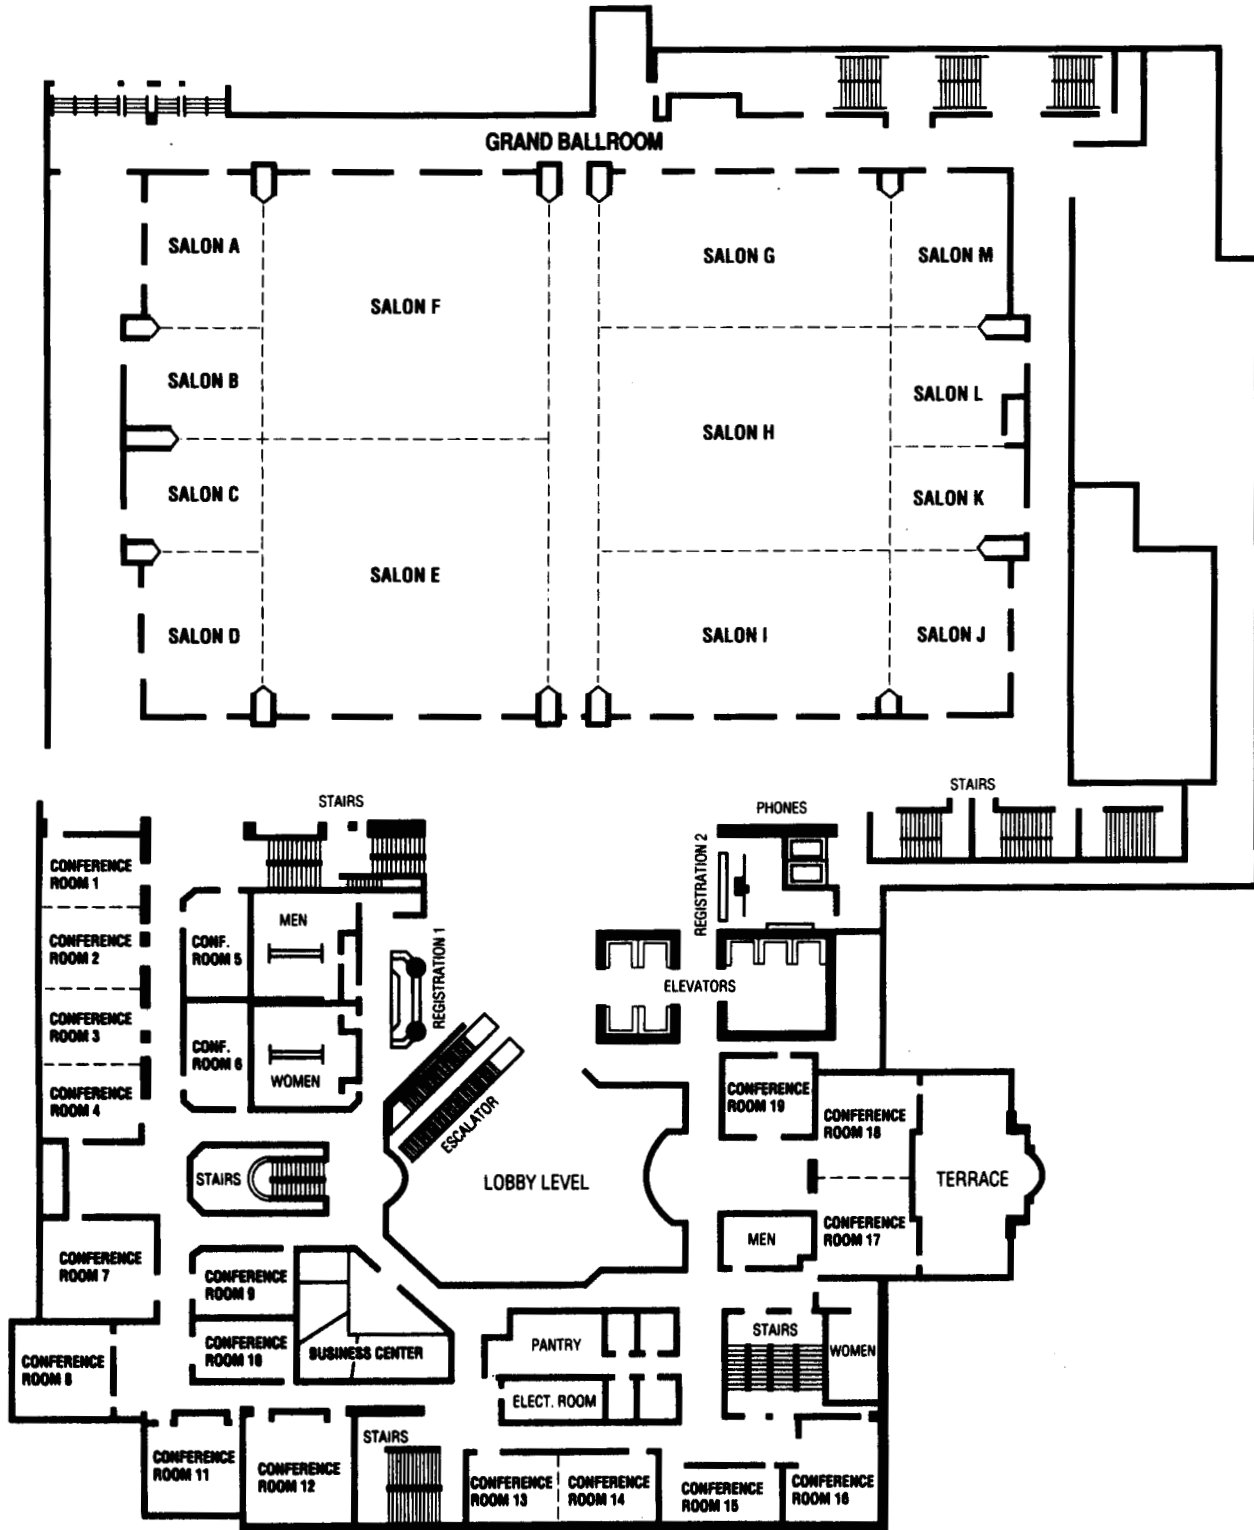 GRAND BALLROOM
SALON A
SALON G
SALON M
SALON F
SALON B
SALON L
SALON H
SALON C
SALON K
SALON E
SALON D
SALON I
SALON J
STAIRS
STAIRS
PHONES
REGISTRATION 2
CONFERENCE
ROOM 1
MEN
CONFERENCE
ROOM 2
CONF.
ROOM 5
REGISTRATION 1
ELEVATORS
CONFERENCE
ROOM 3
CONF.
ROOM 6
WOMEN
CONFERENCE
ROOM 4
ESCALATOR
CONFERENCE
ROOM 19
CONFERENCE
ROOM 18
STAIRS
LOBBY LEVEL
TERRACE
MEN
CONFERENCE
ROOM 17
CONFERENCE
ROOM 7
CONFERENCE
ROOM 9
CONFERENCE
ROOM 10
BUSINESS CENTER
PANTRY
STAIRS
WOMEN
CONFERENCE
ROOM 8
ELECT. ROOM
STAIRS
CONFERENCE
ROOM 11
CONFERENCE
ROOM 12
CONFERENCE
ROOM 13
CONFERENCE
ROOM 14
CONFERENCE
ROOM 15
CONFERENCE
ROOM 16